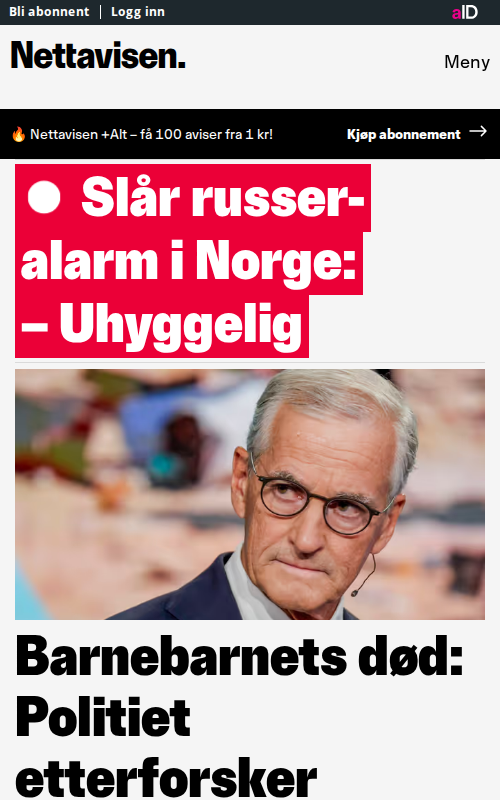 Bli abonnent | Logg inn
aID
Nettavisen.
Meny
🔥 Nettavisen +Alt – få 100 aviser fra 1 kr!
Kjøp abonnement →
Slår russer-
alarm i Norge:
– Uhyggelig
Barnebarnets død:
Politiet
etterforsker